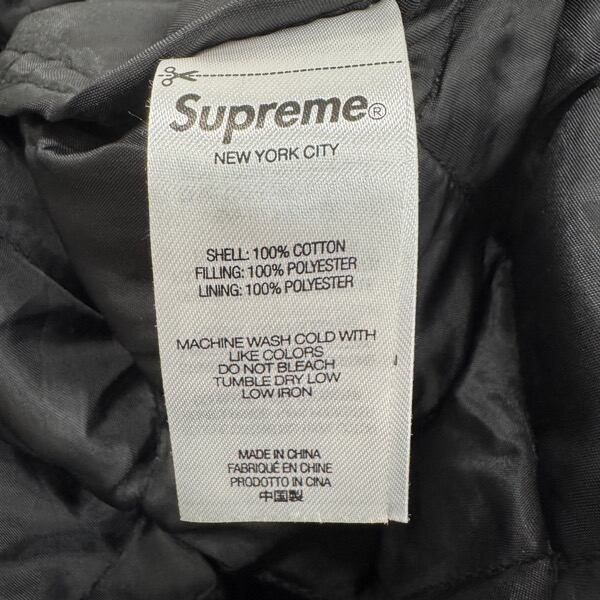 Supreme®
NEW YORK CITY
SHELL: 100% COTTON
FILLING: 100% POLYESTER
LINING: 100% POLYESTER
MACHINE WASH COLD WITH
LIKE COLORS
DO NOT BLEACH
TUMBLE DRY LOW
LOW IRON
MADE IN CHINA
FABRIQUÉ EN CHINE
PRODOTTO IN CINA
中国製